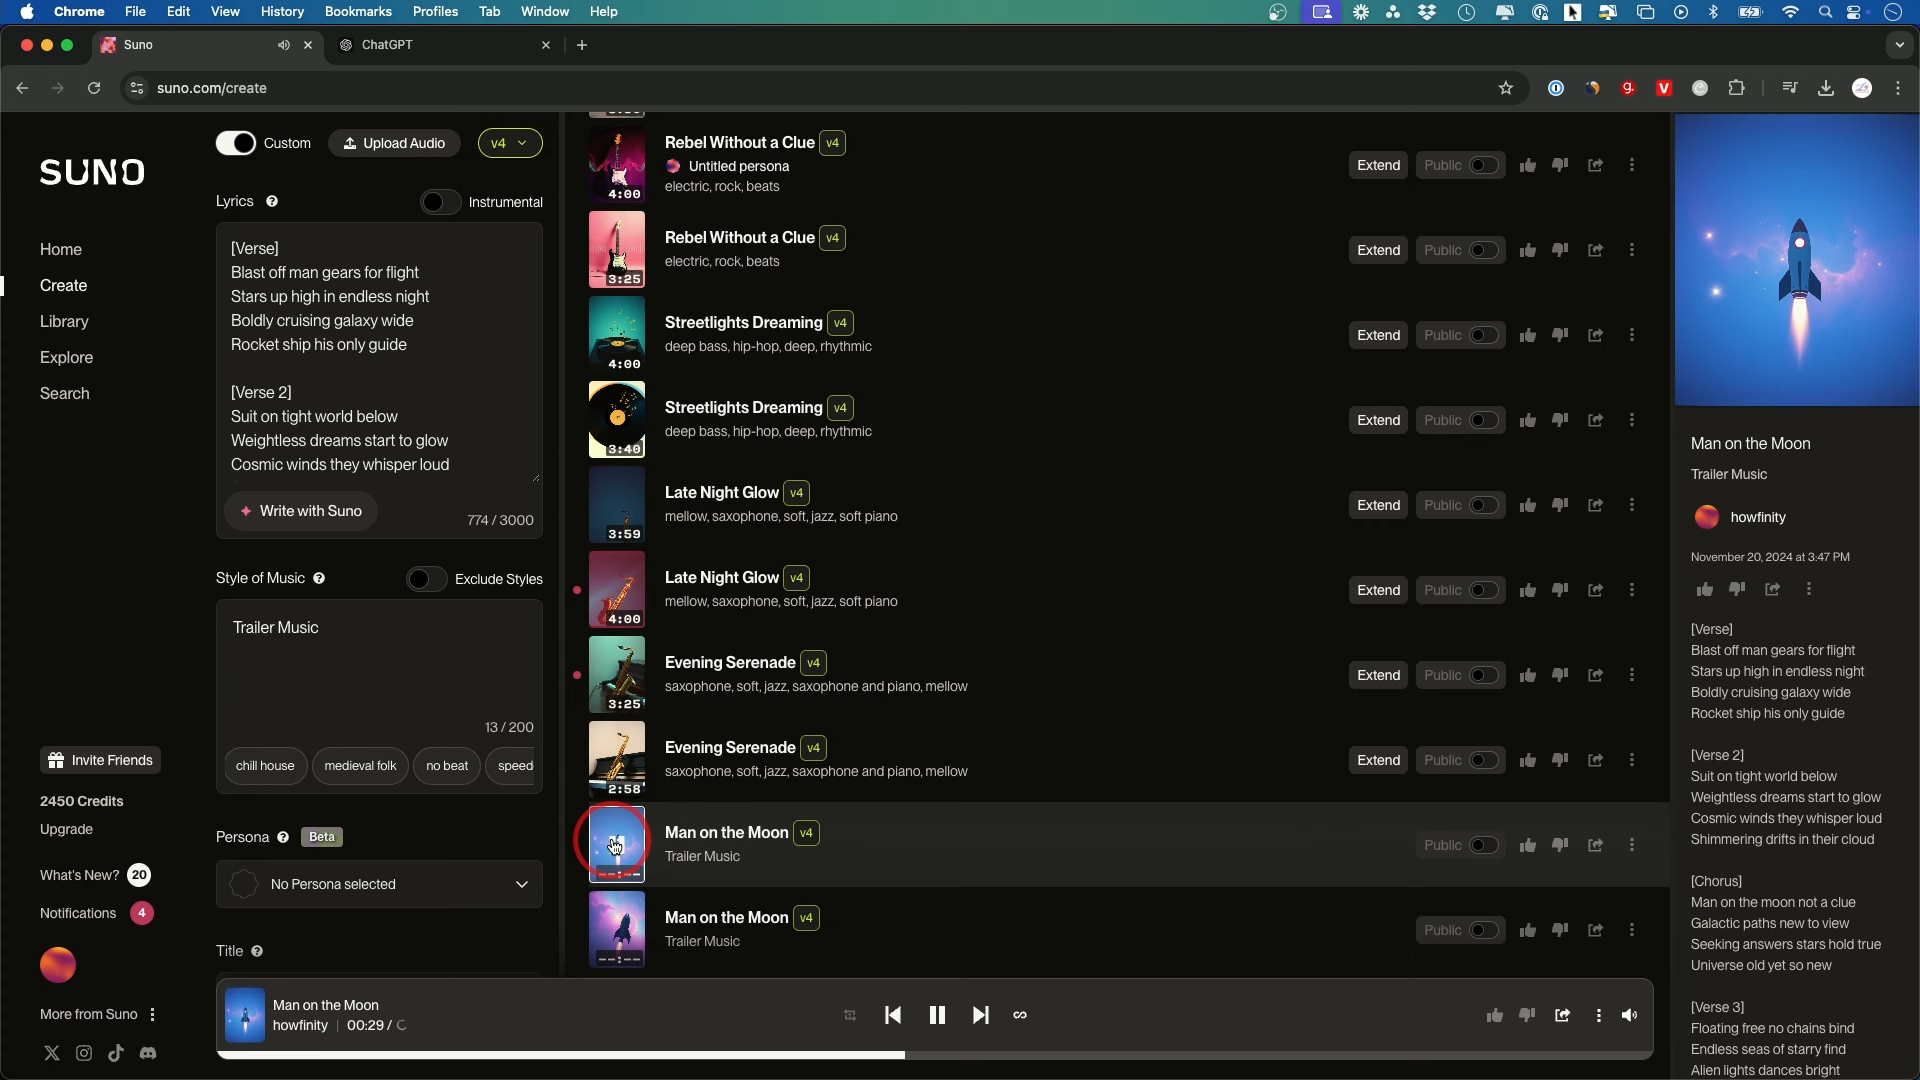 Chrome File Edit View History Bookmarks Profiles Tab Window Help
Suno
ChatGPT
suno.com/create
SUNO
Home
Create
Library
Explore
Search
Invite Friends
2450 Credits
Upgrade
What's New? 20
Notifications 4
More from Suno
Custom
Upload Audio
v4
Lyrics
Instrumental
[Verse]
Blast off man gears for flight
Stars up high in endless night
Boldly cruising galaxy wide
Rocket ship his only guide
[Verse 2]
Suit on tight world below
Weightless dreams start to glow
Cosmic winds they whisper loud
Write with Suno
774 / 3000
Style of Music
Exclude Styles
Trailer Music
13 / 200
chill house
medieval folk
no beat
speed
Persona
Beta
No Persona selected
Title
Rebel Without a Clue v4
Untitled persona
electric, rock, beats
4:00
Extend
Public
Rebel Without a Clue v4
electric, rock, beats
3:25
Extend
Public
Streetlights Dreaming v4
deep bass, hip-hop, deep, rhythmic
4:00
Extend
Public
Streetlights Dreaming v4
deep bass, hip-hop, deep, rhythmic
3:40
Extend
Public
Late Night Glow v4
mellow, saxophone, soft, jazz, soft piano
3:59
Extend
Public
Late Night Glow v4
mellow, saxophone, soft, jazz, soft piano
4:00
Extend
Public
Evening Serenade v4
saxophone, soft, jazz, saxophone and piano, mellow
3:25
Extend
Public
Evening Serenade v4
saxophone, soft, jazz, saxophone and piano, mellow
2:58
Extend
Public
Man on the Moon v4
Trailer Music
--:--
Public
Man on the Moon v4
Trailer Music
--:--
Public
Man on the Moon
howfinity | 00:29 /
Man on the Moon
Trailer Music
howfinity
November 20, 2024 at 3:47 PM
[Verse]
Blast off man gears for flight
Stars up high in endless night
Boldly cruising galaxy wide
Rocket ship his only guide
[Verse 2]
Suit on tight world below
Weightless dreams start to glow
Cosmic winds they whisper loud
Shimmering drifts in their cloud
[Chorus]
Man on the moon not a clue
Galactic paths new to view
Seeking answers stars hold true
Universe old yet so new
[Verse 3]
Floating free no chains bind
Endless seas of starry find
Alien lights dances bright